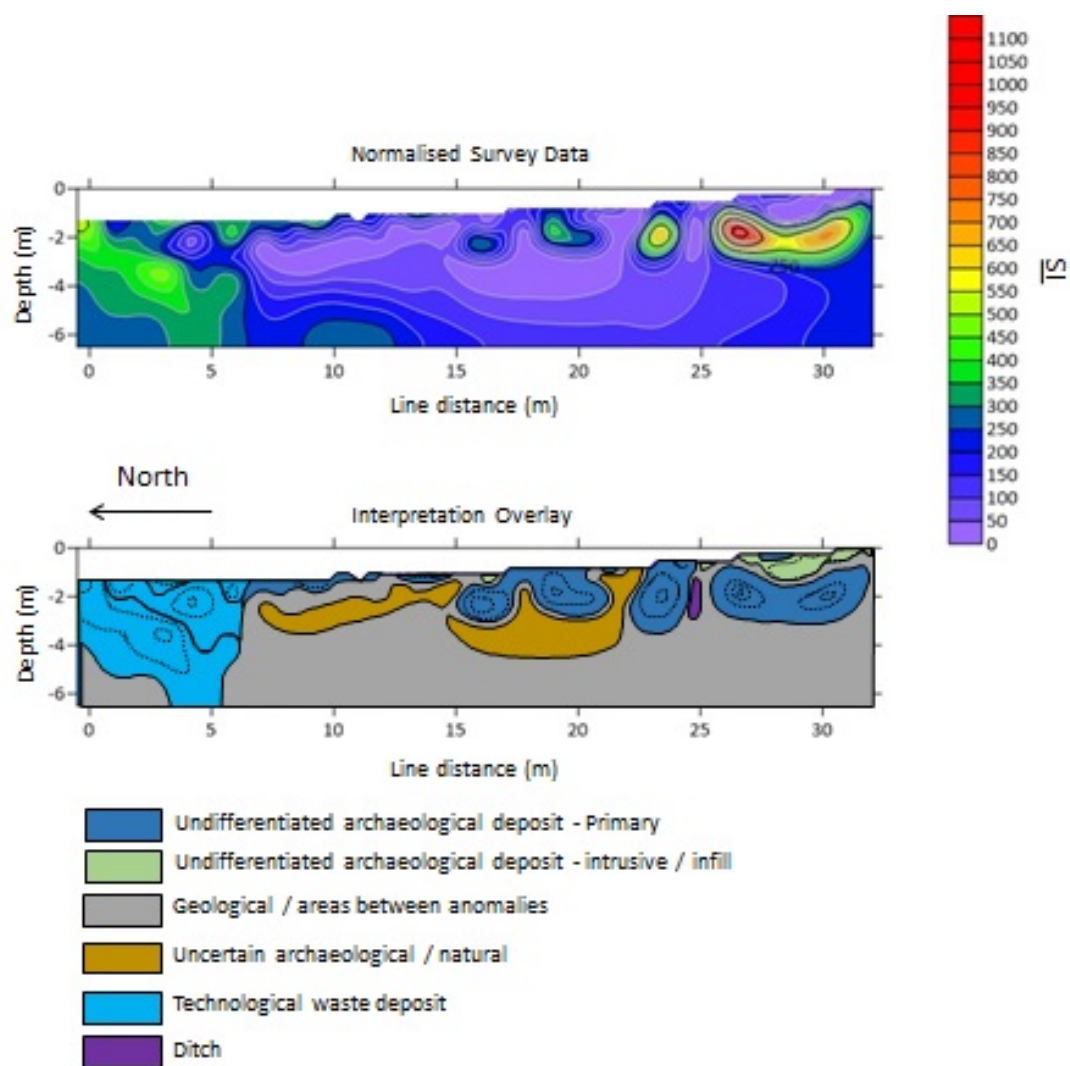 Normalised Survey Data
0
-2
-4
-6
Depth (m)
250
0 5 10 15 20 25 30
Line distance (m)
1100
1050
1000
950
900
850
800
750
700
650
600
550
500
450
400
350
300
250
200
150
100
50
0
SI
North
Interpretation Overlay
0
-2
-4
-6
Depth (m)
0 5 10 15 20 25 30
Line distance (m)
Undifferentiated archaeological deposit - Primary
Undifferentiated archaeological deposit - intrusive / infill
Geological / areas between anomalies
Uncertain archaeological / natural
Technological waste deposit
Ditch